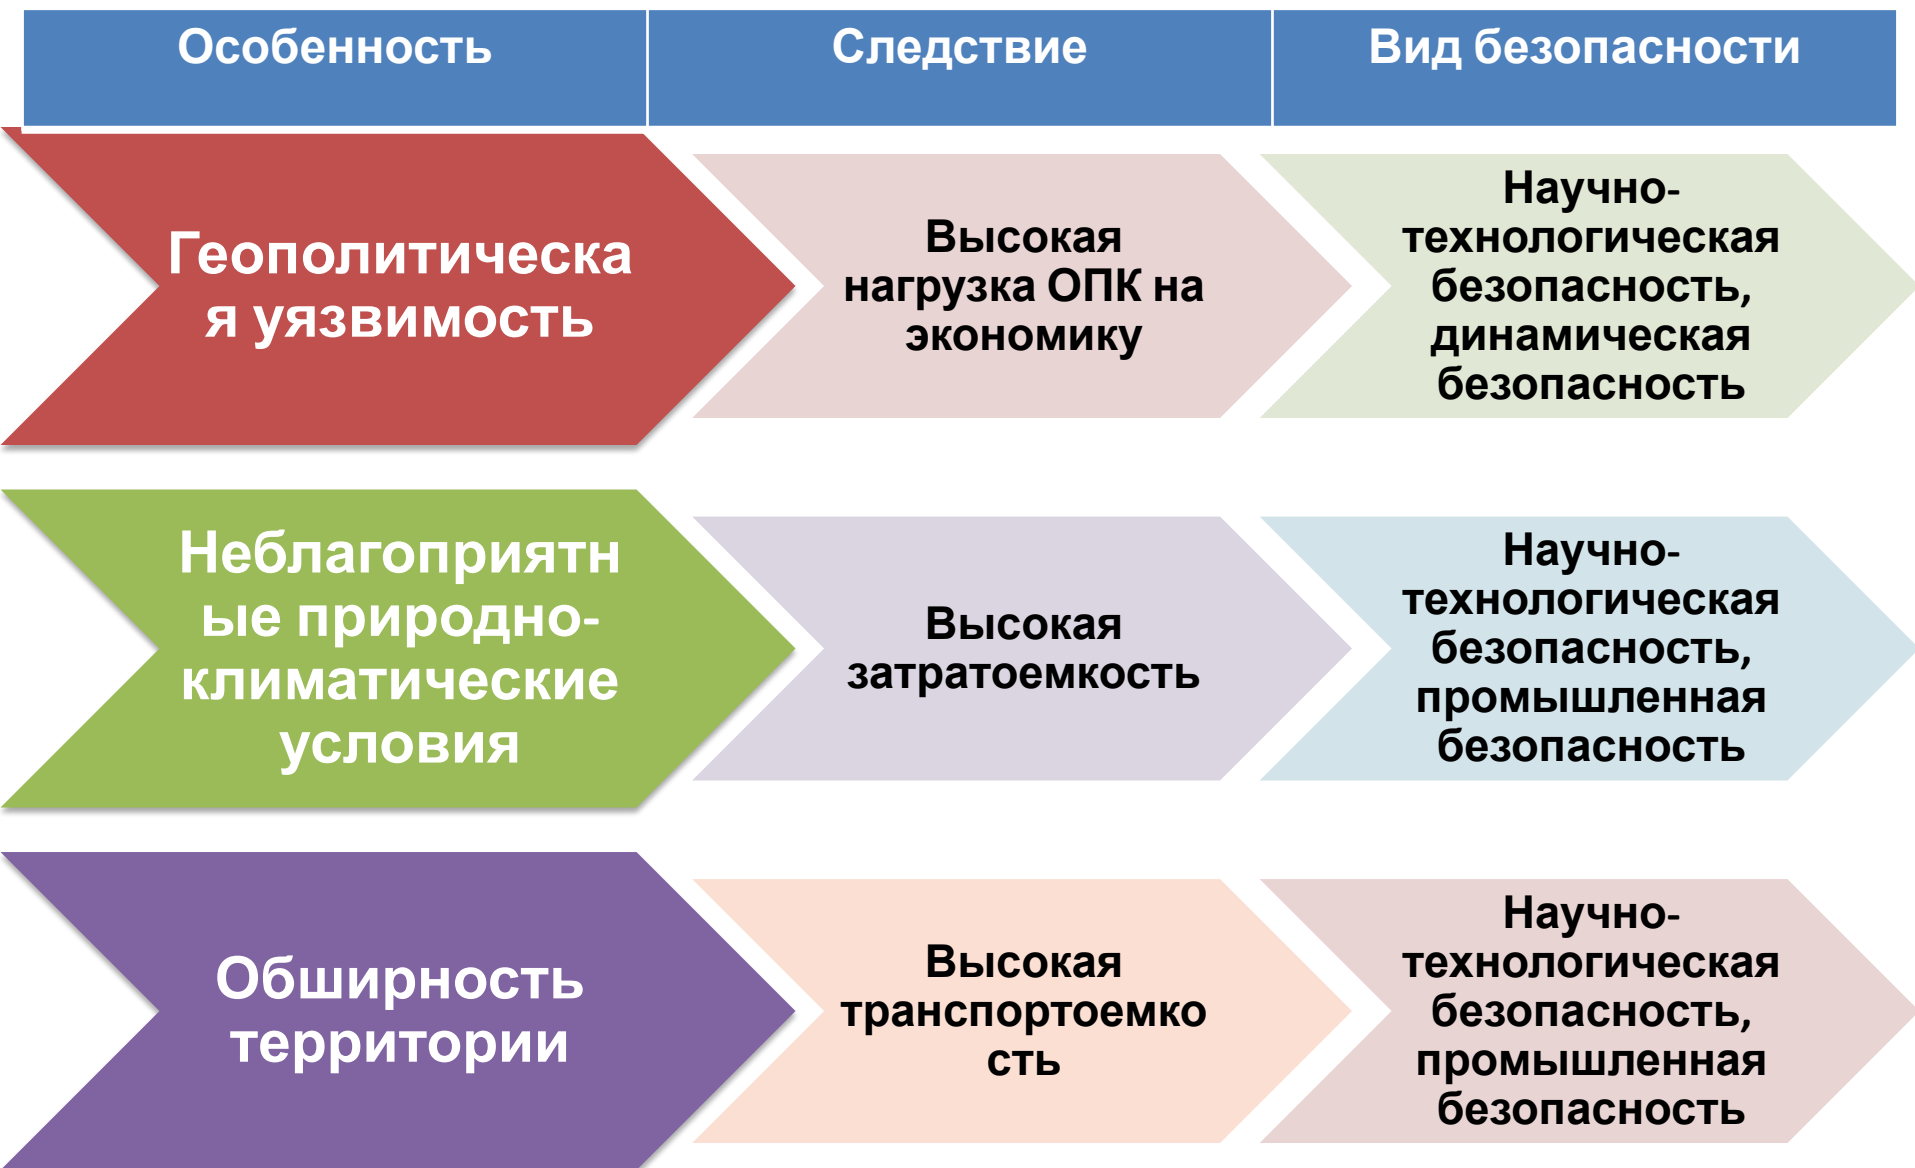 Особенность
Следствие
Вид безопасности
Геополитическа
я уязвимость
Высокая
нагрузка ОПК на
экономику
Научно-
технологическая
безопасность,
динамическая
безопасность
Неблагоприятн
ые природно-
климатические
условия
Высокая
затратоемкость
Научно-
технологическая
безопасность,
промышленная
безопасность
Обширность
территории
Высокая
транспортоемко
сть
Научно-
технологическая
безопасность,
промышленная
безопасность